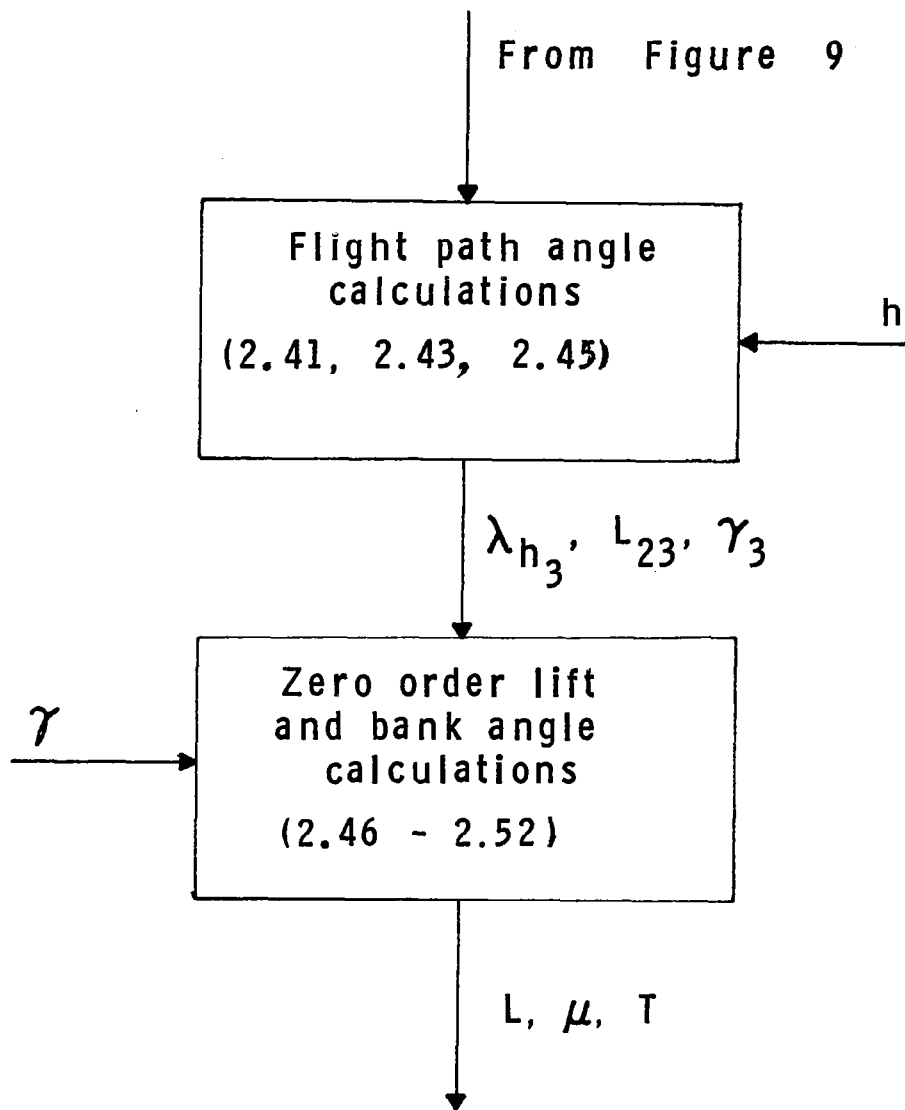 From Figure 9
Flight path angle
calculations
(2.41, 2.43, 2.45)
h
λh₃, L₂₃, γ₃
Zero order lift
and bank angle
calculations
(2.46 - 2.52)
γ
L, μ, T